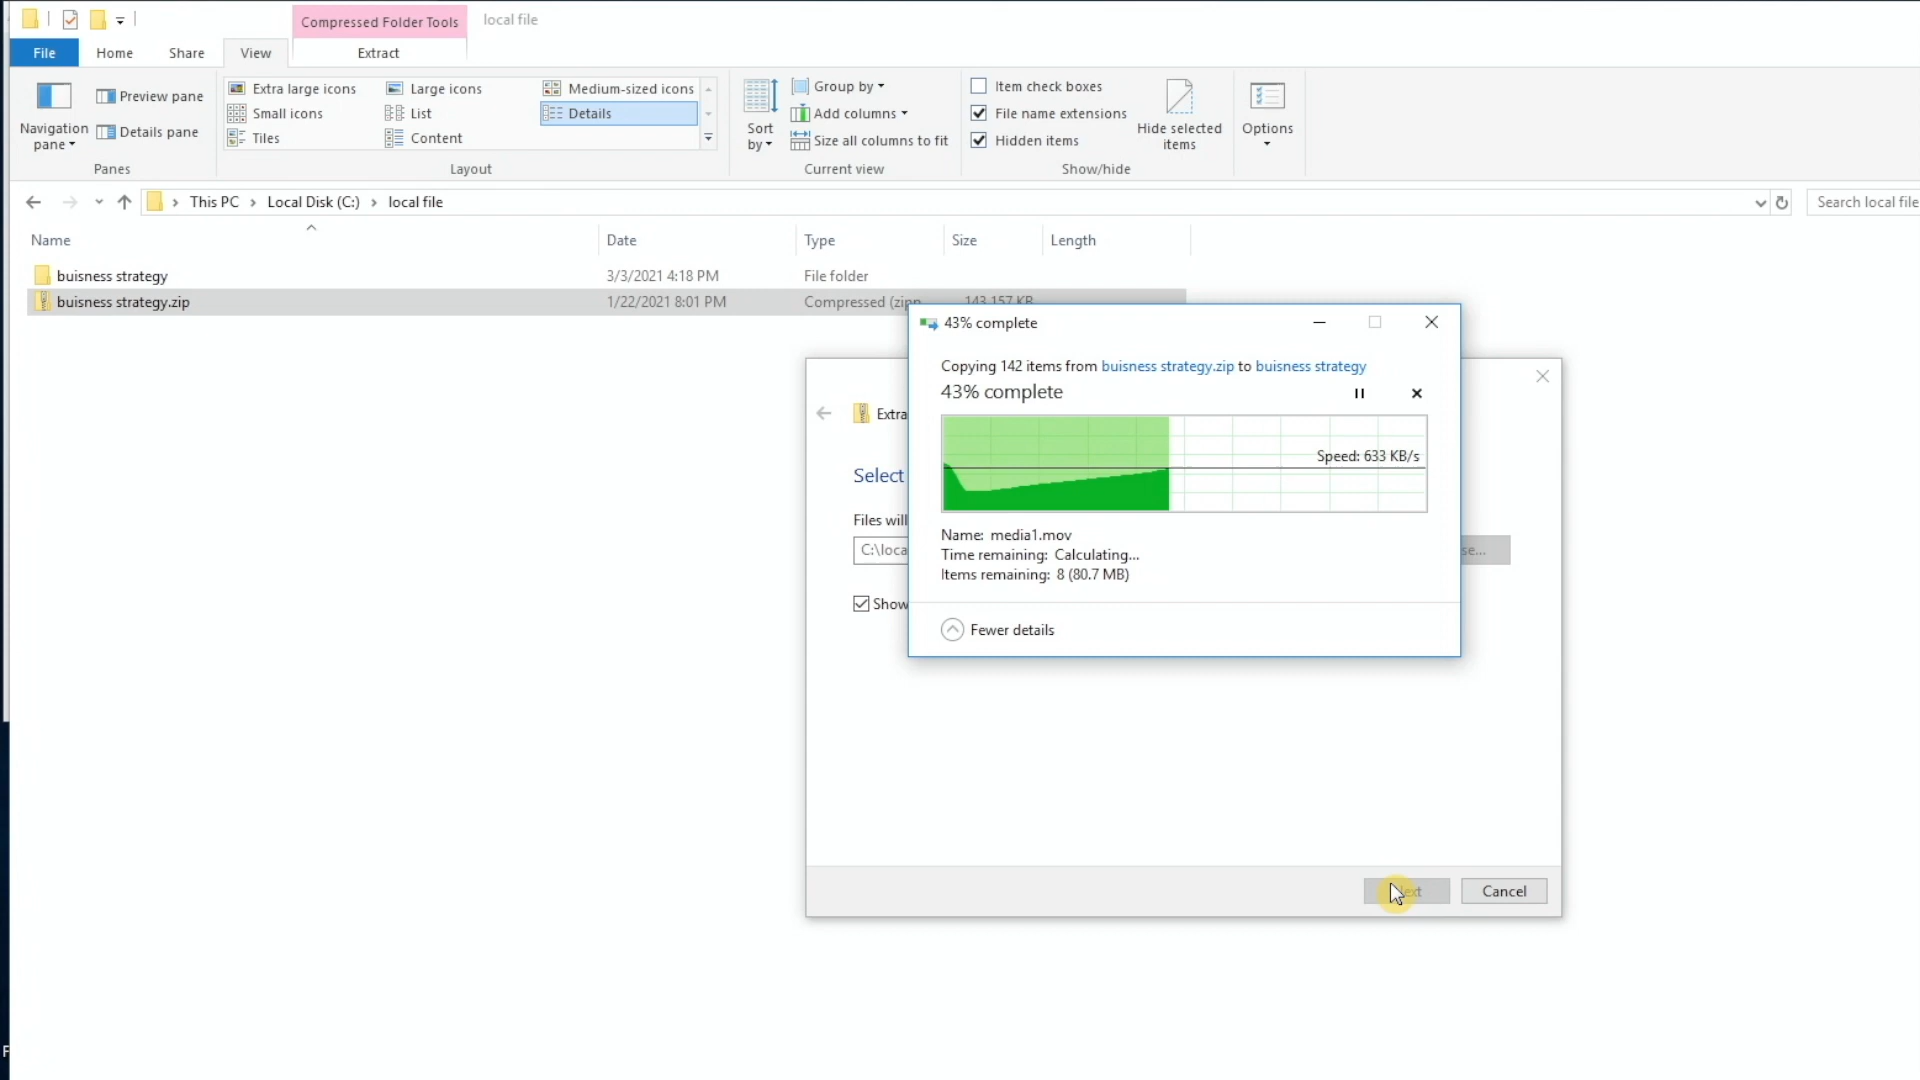 Compressed Folder Tools local file
File Home Share View Extract
Navigation pane
Preview pane
Details pane
Panes
Extra large icons Large icons Medium-sized icons
Small icons List Details
Tiles Content
Layout
Sort by
Group by
Add columns
Size all columns to fit
Current view
Item check boxes
File name extensions
Hidden items
Hide selected items
Show/hide
Options
This PC > Local Disk (C:) > local file
Search local file
Name Date Type Size Length
buisness strategy 3/3/2021 4:18 PM File folder
buisness strategy.zip 1/22/2021 8:01 PM Compressed (zipp 143,157 KB
43% complete
Copying 142 items from buisness strategy.zip to buisness strategy
43% complete
Speed: 633 KB/s
Name: media1.mov
Time remaining: Calculating...
Items remaining: 8 (80.7 MB)
Fewer details
Extra
Select
Files will
C:\loca
se...
Show
Cancel
F